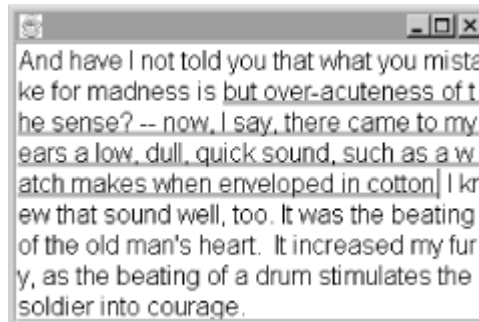 And have I not told you that what you mista
ke for madness is but over-acuteness of t
he sense? -- now, I say, there came to my
ears a low, dull, quick sound, such as a w
atch makes when enveloped in cotton. I kn
ew that sound well, too. It was the beating
of the old man's heart.  It increased my fur
y, as the beating of a drum stimulates the
soldier into courage.